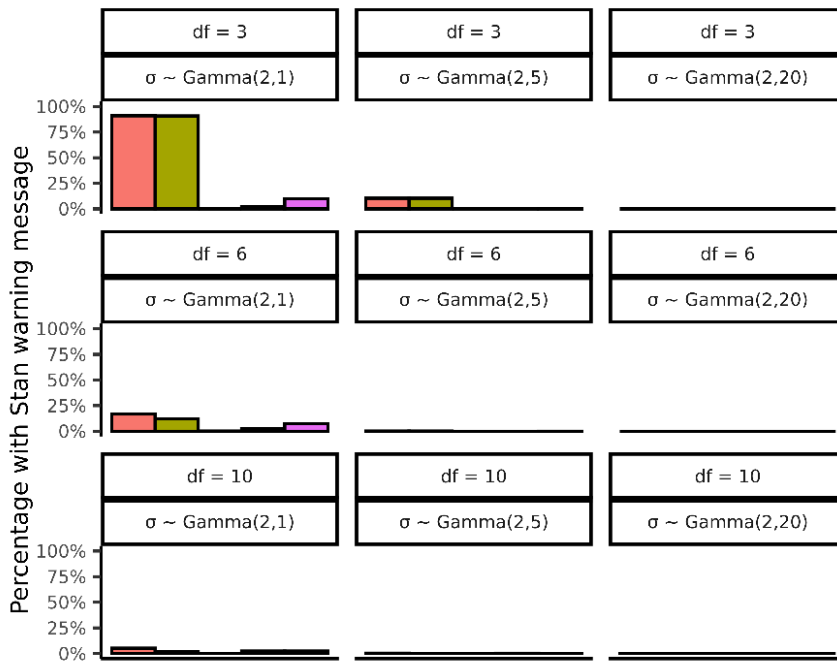 Percentage with Stan warning message
df = 3 df = 3 df = 3
σ ~ Gamma(2,1) σ ~ Gamma(2,5) σ ~ Gamma(2,20)
100%
75%
50%
25%
0%
df = 6 df = 6 df = 6
σ ~ Gamma(2,1) σ ~ Gamma(2,5) σ ~ Gamma(2,20)
100%
75%
50%
25%
0%
df = 10 df = 10 df = 10
σ ~ Gamma(2,1) σ ~ Gamma(2,5) σ ~ Gamma(2,20)
100%
75%
50%
25%
0%